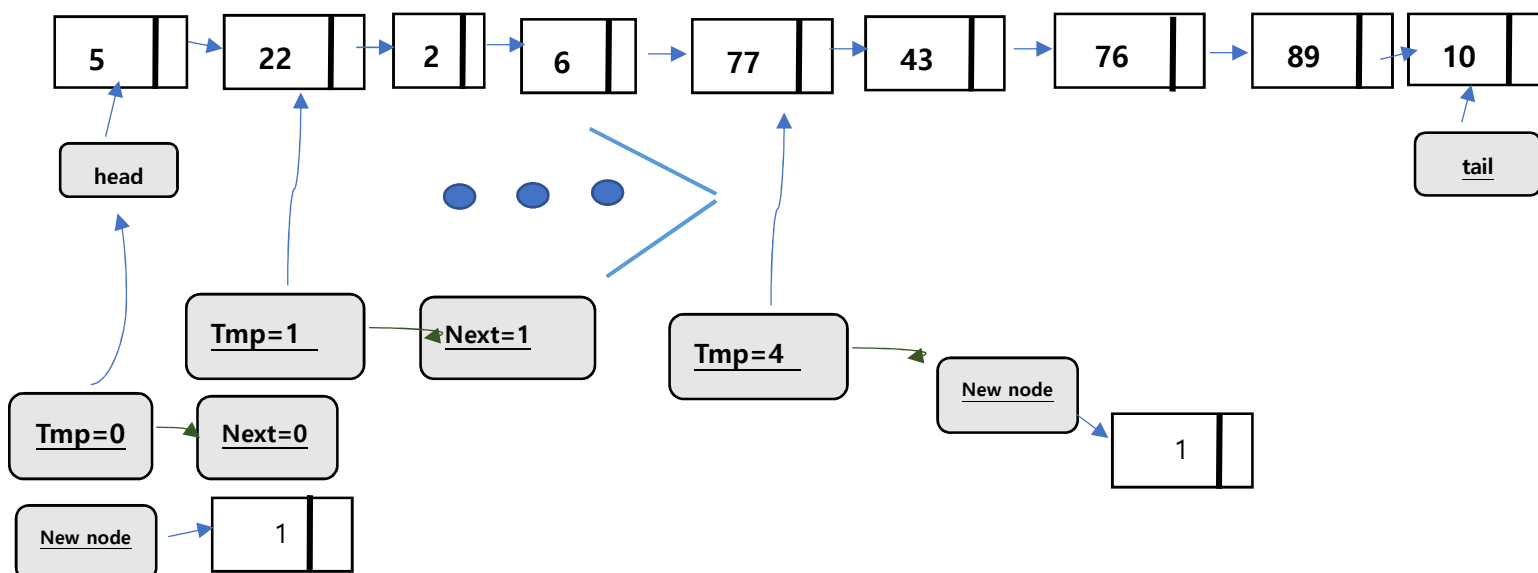 5 22 2 6 77 43 76 89 10
head
tail
Tmp=1 Next=1
Tmp=4
New node
1
Tmp=0 Next=0
New node
1